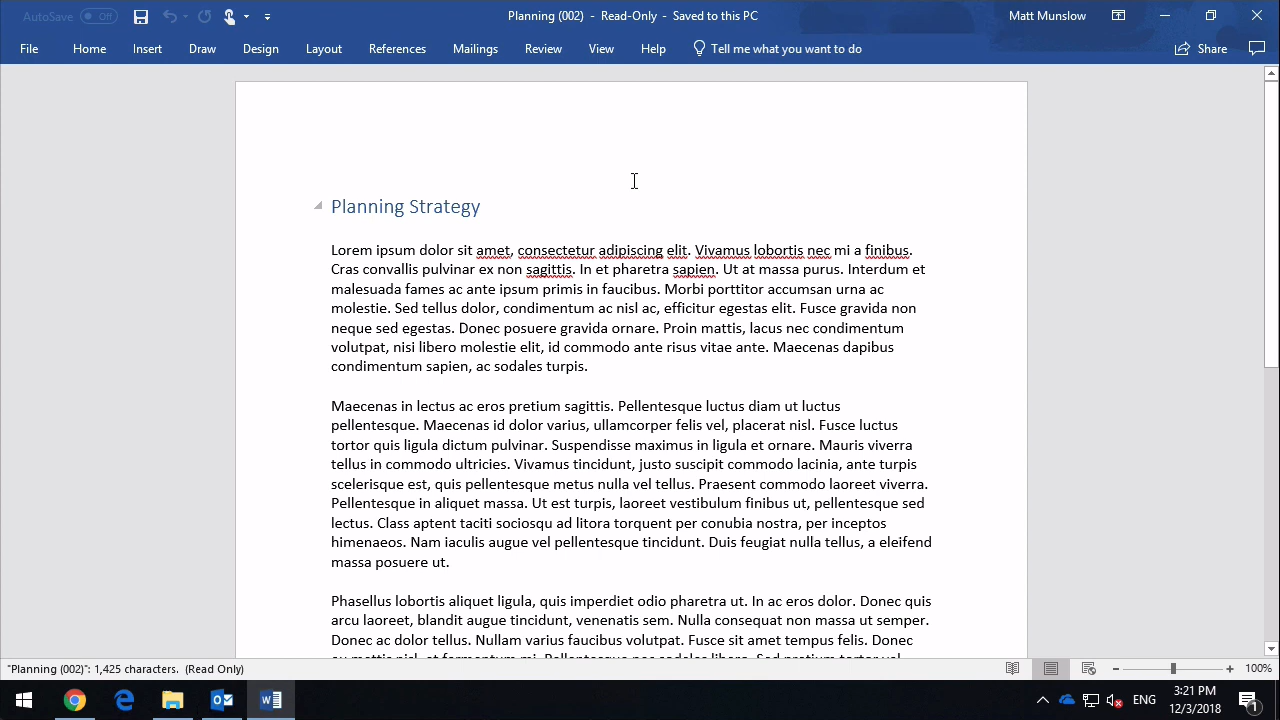 AutoSave Off Planning (002) - Read-Only - Saved to this PC Matt Munslow
File Home Insert Draw Design Layout References Mailings Review View Help Tell me what you want to do Share
Planning Strategy
Lorem ipsum dolor sit amet, consectetur adipiscing elit. Vivamus lobortis nec mi a finibus.
Cras convallis pulvinar ex non sagittis. In et pharetra sapien. Ut at massa purus. Interdum et
malesuada fames ac ante ipsum primis in faucibus. Morbi porttitor accumsan urna ac
molestie. Sed tellus dolor, condimentum ac nisl ac, efficitur egestas elit. Fusce gravida non
neque sed egestas. Donec posuere gravida ornare. Proin mattis, lacus nec condimentum
volutpat, nisi libero molestie elit, id commodo ante risus vitae ante. Maecenas dapibus
condimentum sapien, ac sodales turpis.
Maecenas in lectus ac eros pretium sagittis. Pellentesque luctus diam ut luctus
pellentesque. Maecenas id dolor varius, ullamcorper felis vel, placerat nisl. Fusce luctus
tortor quis ligula dictum pulvinar. Suspendisse maximus in ligula et ornare. Mauris viverra
tellus in commodo ultricies. Vivamus tincidunt, justo suscipit commodo lacinia, ante turpis
scelerisque est, quis pellentesque metus nulla vel tellus. Praesent commodo laoreet viverra.
Pellentesque in aliquet massa. Ut est turpis, laoreet vestibulum finibus ut, pellentesque sed
lectus. Class aptent taciti sociosqu ad litora torquent per conubia nostra, per inceptos
himenaeos. Nam iaculis augue vel pellentesque tincidunt. Duis feugiat nulla tellus, a eleifend
massa posuere ut.
Phasellus lobortis aliquet ligula, quis imperdiet odio pharetra ut. In ac eros dolor. Donec quis
arcu laoreet, blandit augue tincidunt, venenatis sem. Nulla consequat non massa ut semper.
Donec ac dolor tellus. Nullam varius faucibus volutpat. Fusce sit amet tempus felis. Donec
"Planning (002)": 1,425 characters. (Read Only) 100%
ENG 3:21 PM
12/3/2018 1